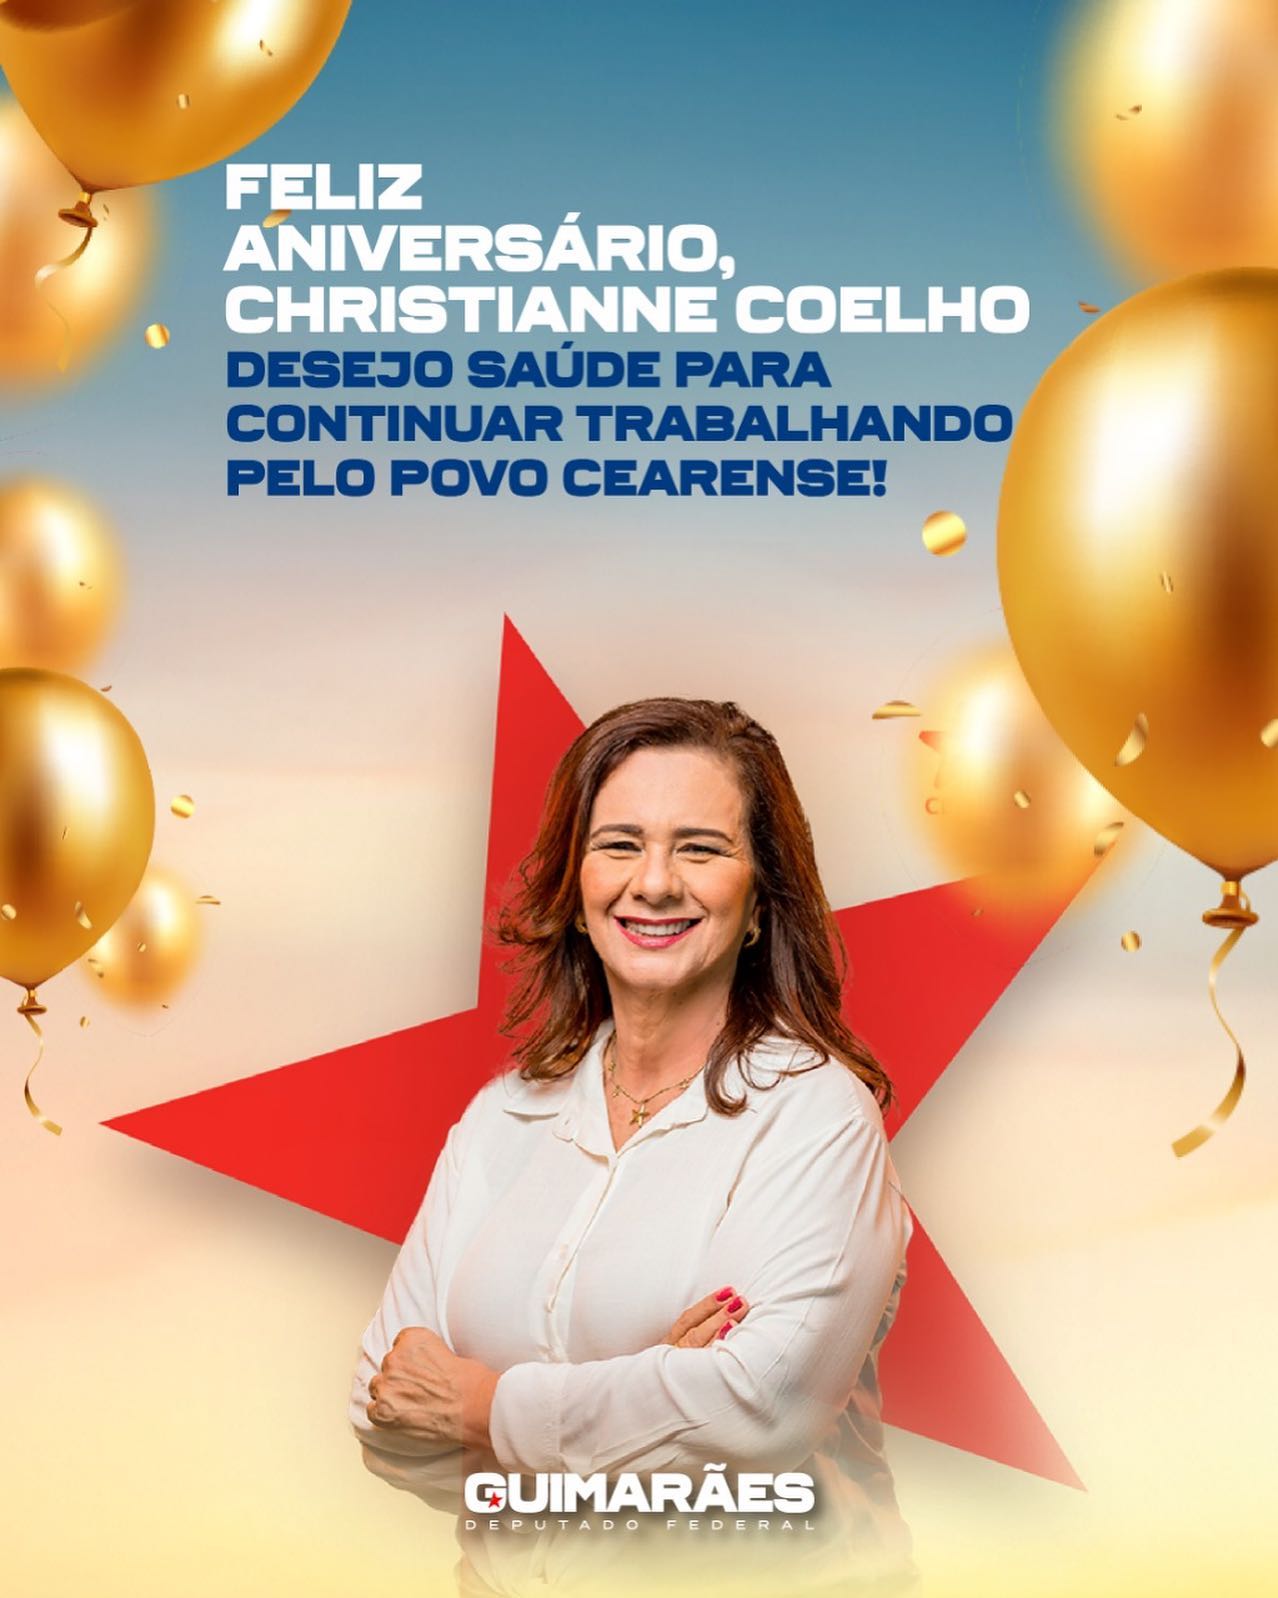 FELIZ
ANIVERSÁRIO,
CHRISTIANNE COELHO
DESEJO SAÚDE PARA
CONTINUAR TRABALHANDO
PELO POVO CEARENSE!
GUIMARÃES
DEPUTADO FEDERAL